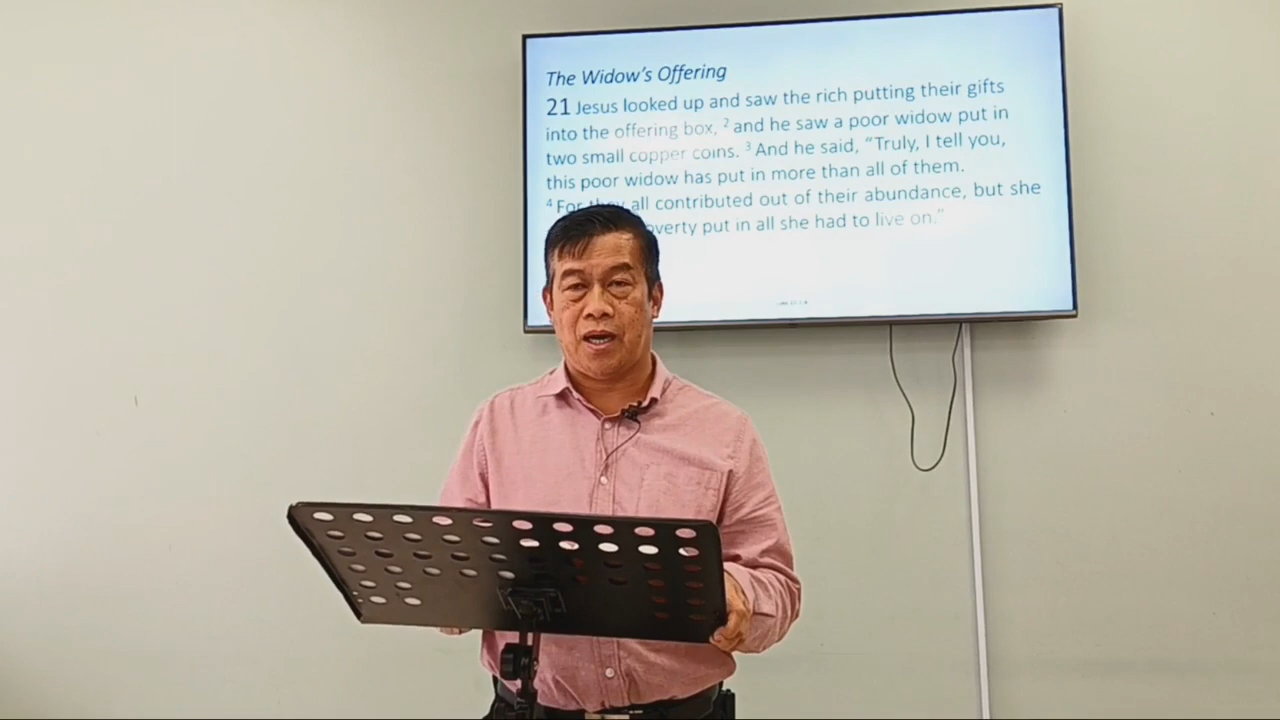 The Widow's Offering
21 Jesus looked up and saw the rich putting their gifts
into the offering box, 2 and he saw a poor widow put in
two small copper coins. 3 And he said, “Truly, I tell you,
this poor widow has put in more than all of them.
4 For they all contributed out of their abundance, but she
overty put in all she had to live on.”